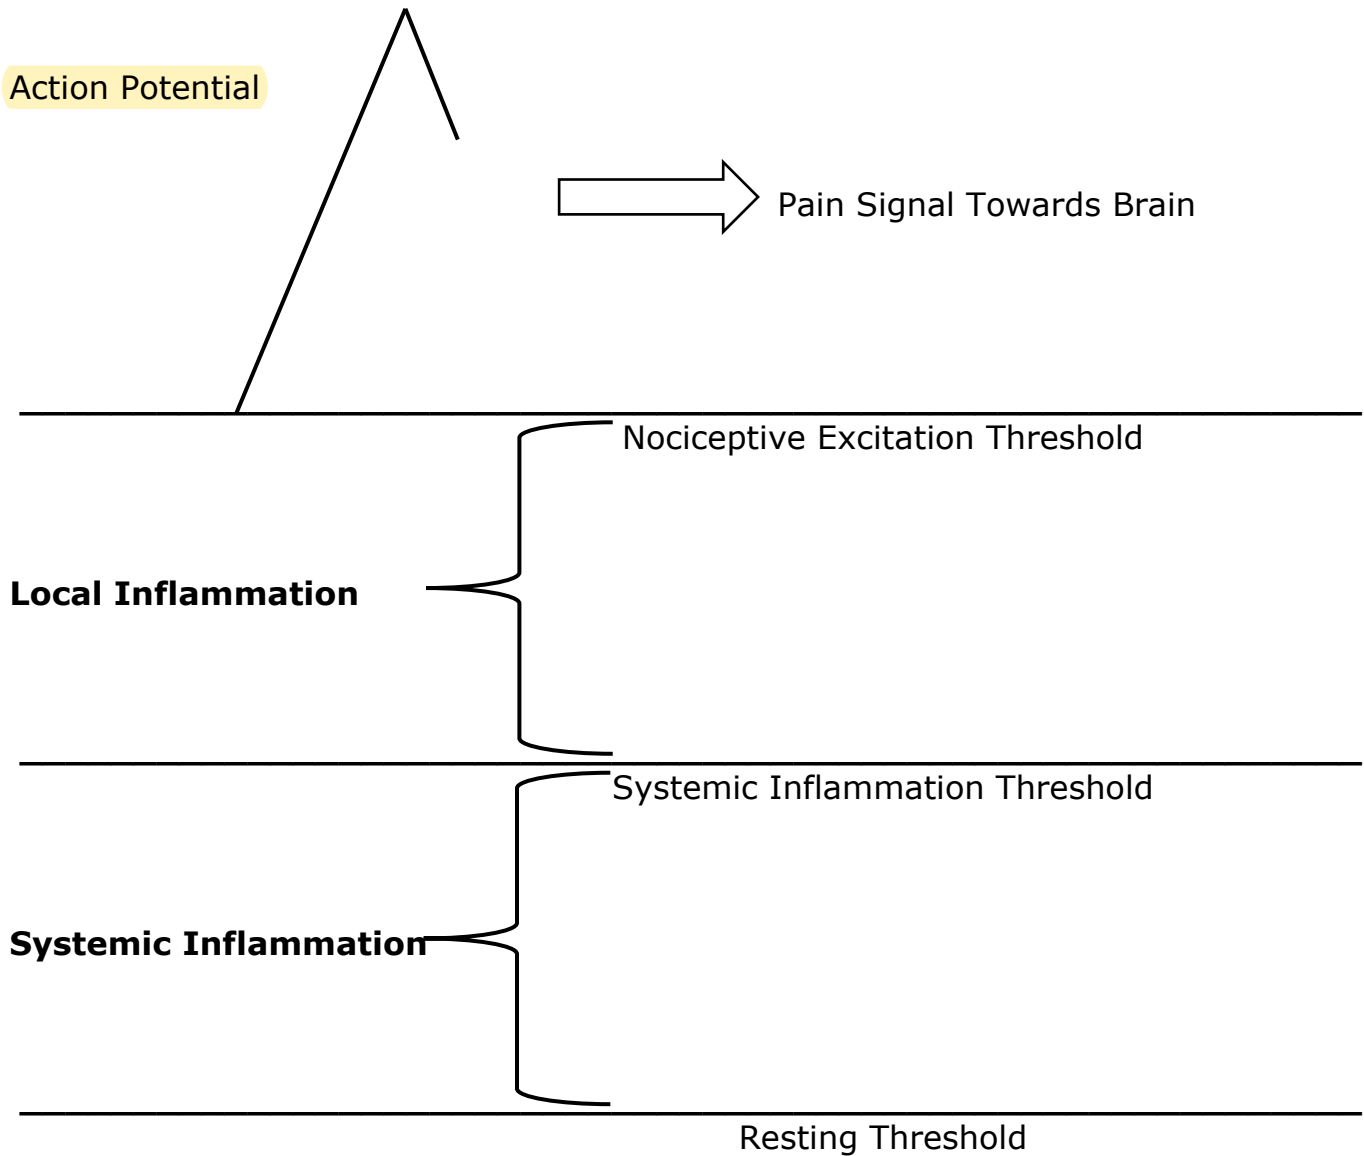 Action Potential
Pain Signal Towards Brain
Nociceptive Excitation Threshold
Local Inflammation
Systemic Inflammation Threshold
Systemic Inflammation
Resting Threshold